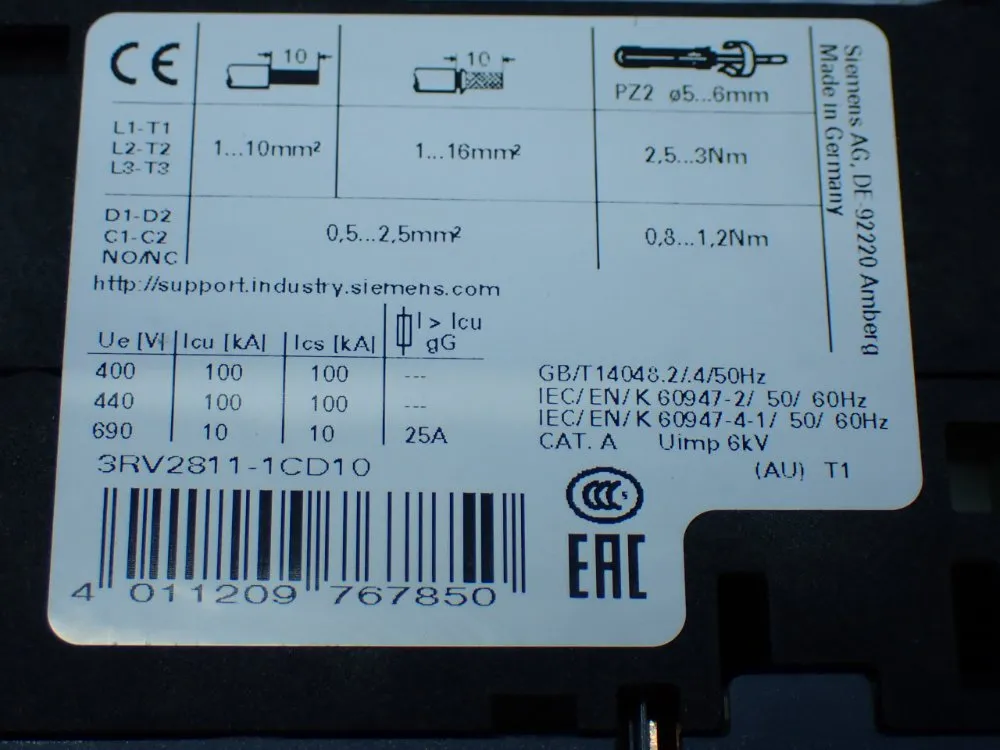 CE
10
10
PZ2 ø5...6mm
L1-T1
L2-T2
L3-T3
1...10mm²
1...16mm²
2,5...3Nm
D1-D2
C1-C2
NO/NC
0,5...2,5mm²
0,8...1,2Nm
Siemens AG, DE-92220 Amberg
Made in Germany
http://support.industry.siemens.com
Ue [V] Icu [kA] Ics [kA] I > Icu
gG
400 100 100 ---
440 100 100 ---
690 10 10 25A
GB/T14048.2/.4/50Hz
IEC/EN/K 60947-2/ 50/ 60Hz
IEC/EN/K 60947-4-1/ 50/ 60Hz
CAT. A Uimp 6kV
(AU) T1
3RV2811-1CD10
CCC S
EAC
4 011209 767850